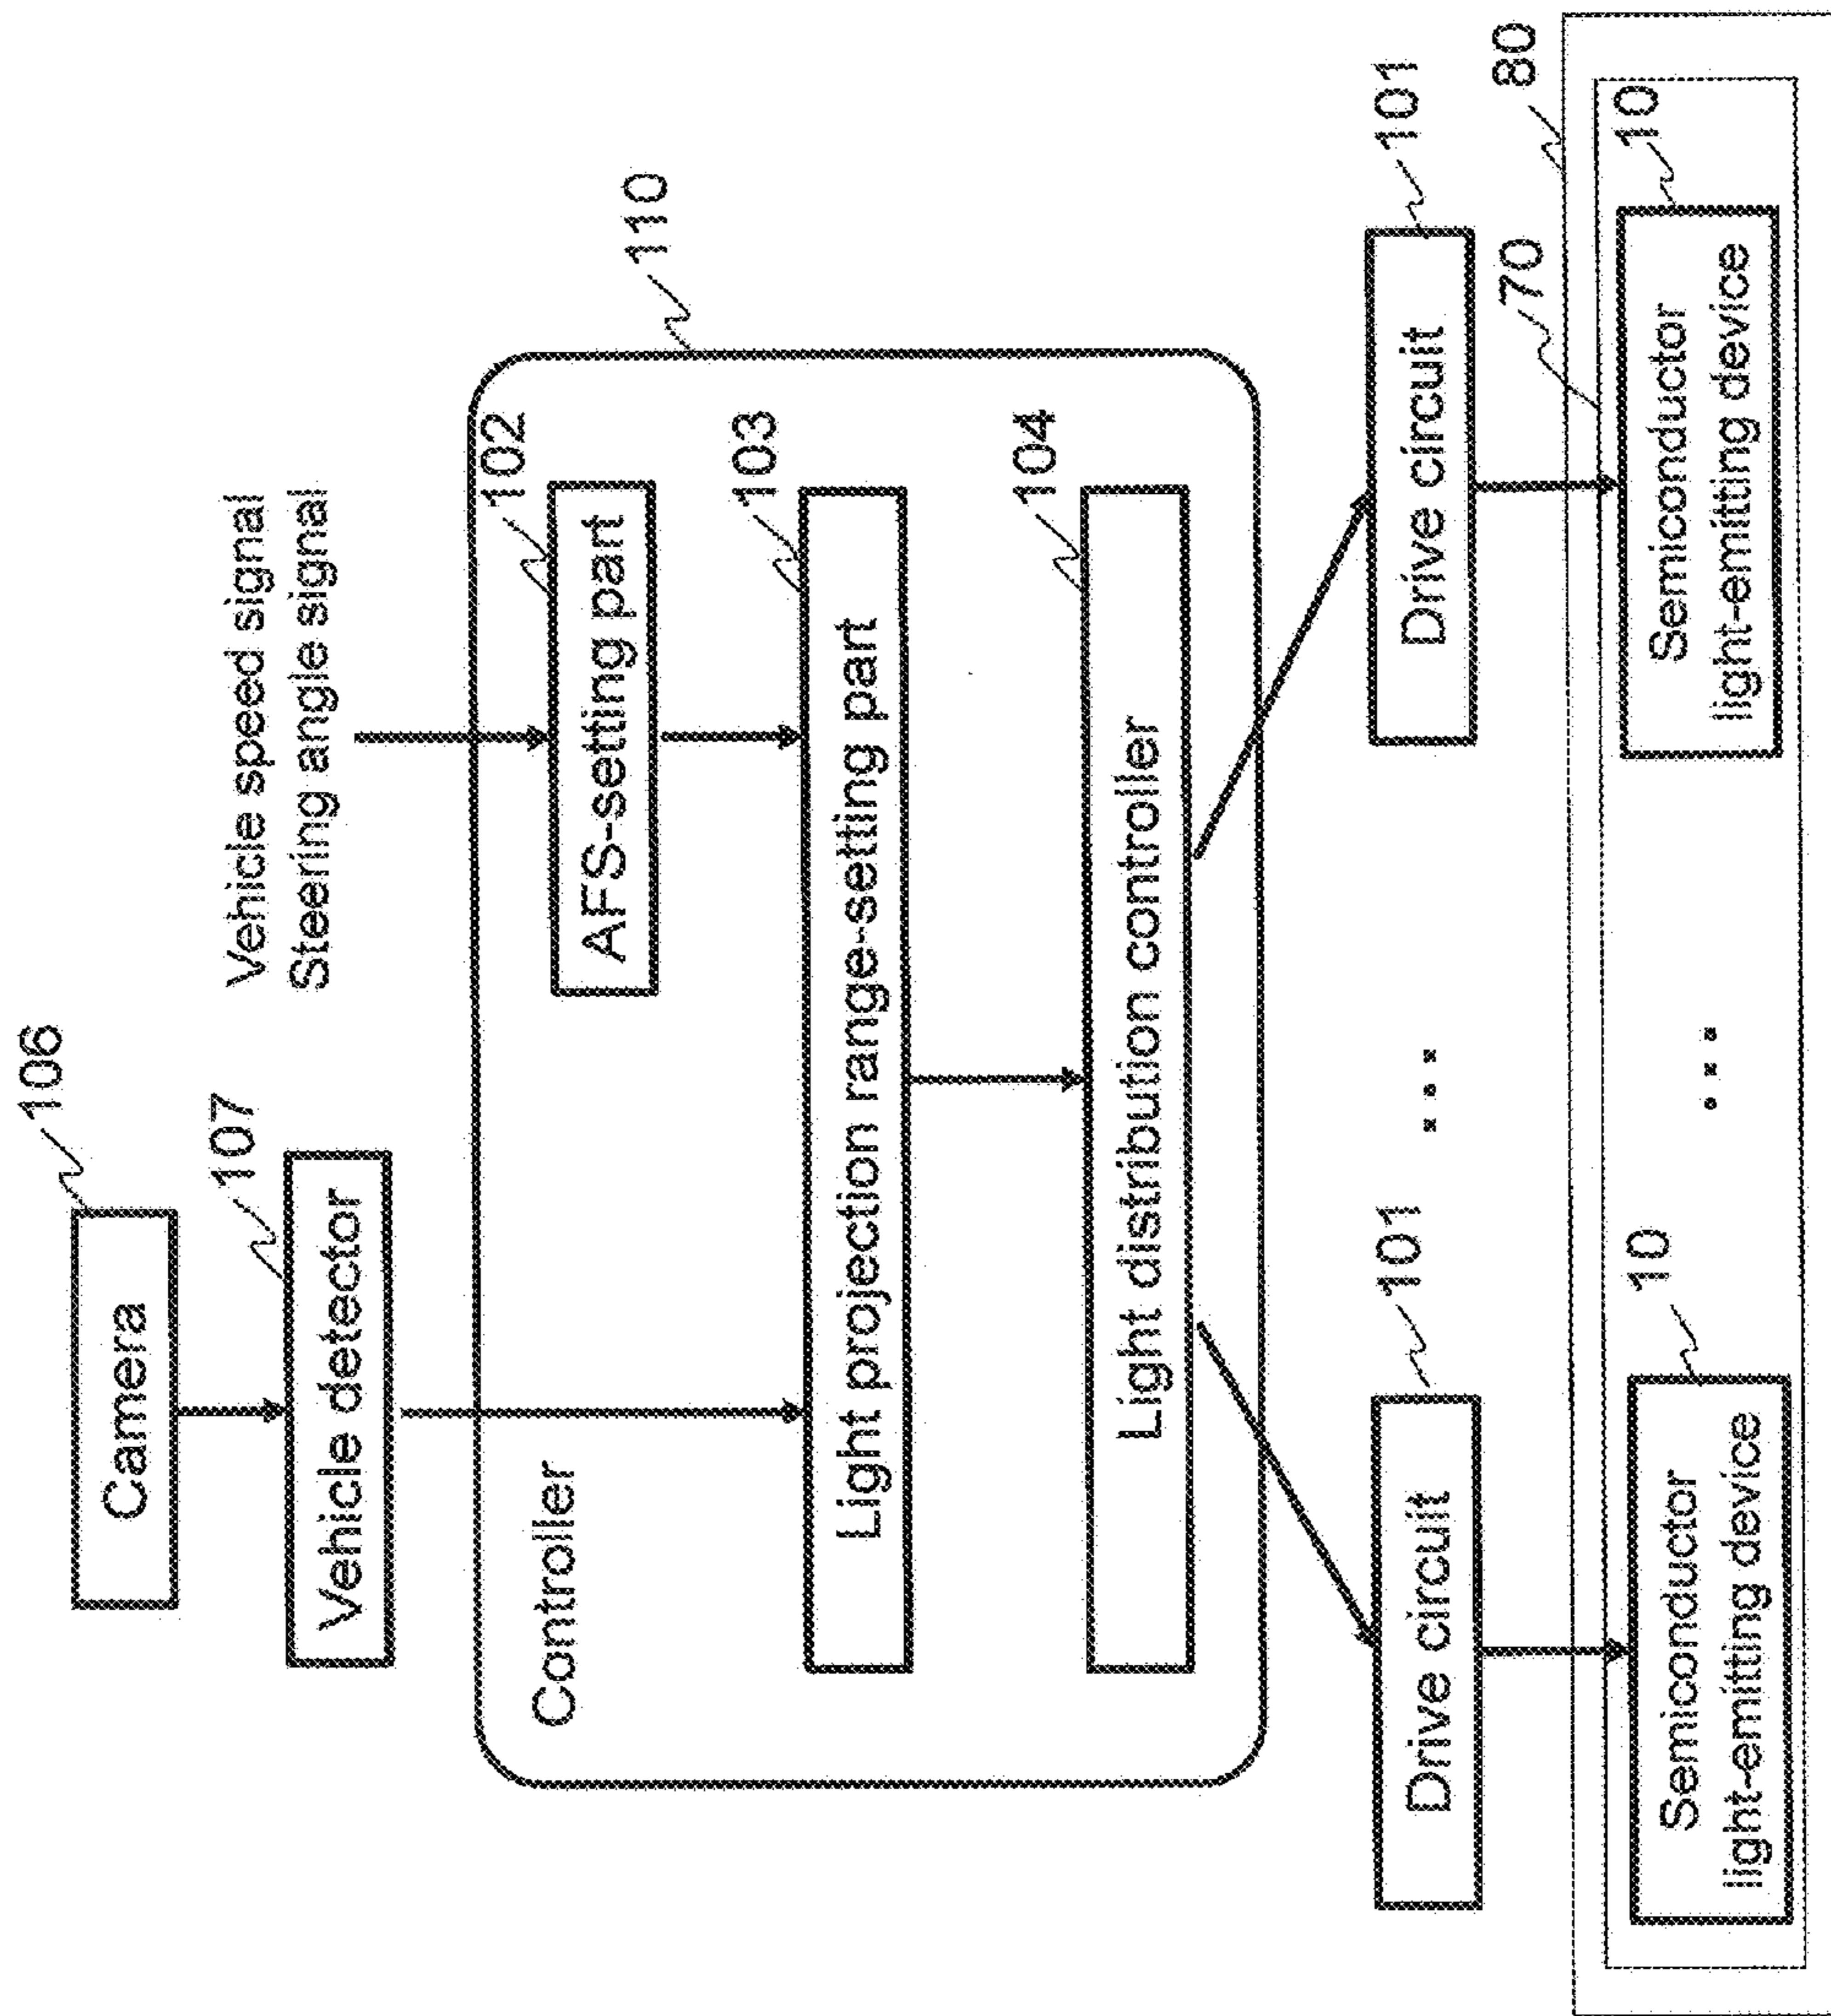 Camera
106
Vehicle detector
107
Vehicle speed signal
Steering angle signal
110
Controller
AFS-setting part
102
Light projection range-setting part
103
Light distribution controller
104
Drive circuit
101
...
Drive circuit
101
70
80
Semiconductor
light-emitting device
10
...
Semiconductor
light-emitting device
10